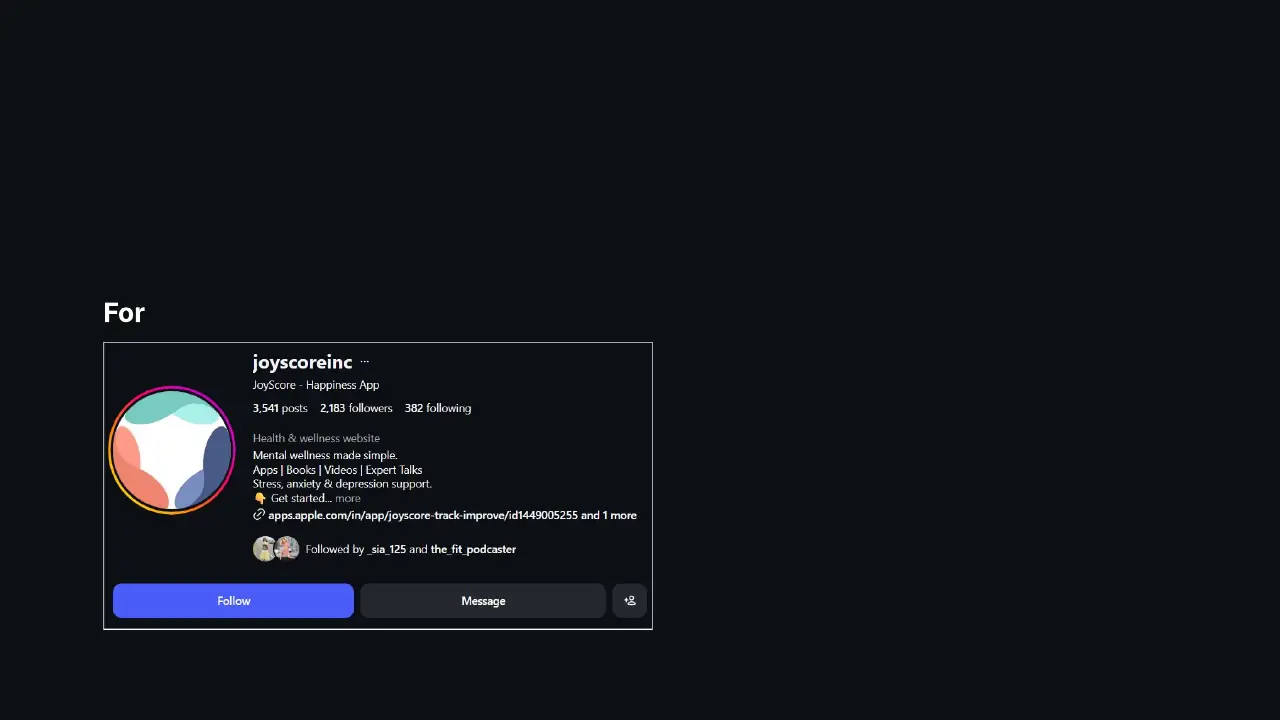 For
joyscoreinc ...
JoyScore - Happiness App
3,541 posts 2,183 followers 382 following
Health & wellness website
Mental wellness made simple.
Apps | Books | Videos | Expert Talks
Stress, anxiety & depression support.
👇 Get started... more
apps.apple.com/in/app/joyscore-track-improve/id1449005255 and 1 more
Followed by _sia_125 and the_fit_podcaster
Follow Message